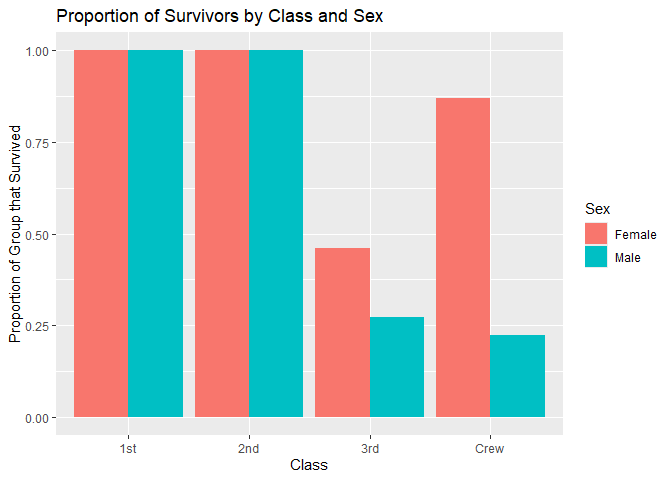 Proportion of Survivors by Class and Sex
Proportion of Group that Survived
1.00
0.75
0.50
0.25
0.00
1st 2nd 3rd Crew
Class
Sex
Female
Male